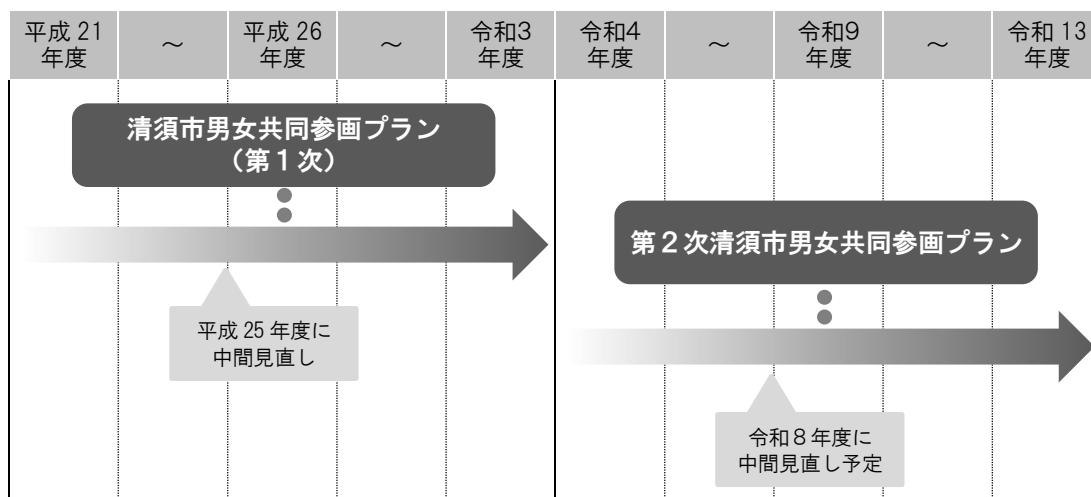 平成 21
年度
～
平成 26
年度
～
令和3
年度
令和4
年度
～
令和9
年度
～
令和 13
年度
清須市男女共同参画プラン
（第１次）
第２次清須市男女共同参画プラン
平成 25 年度に
中間見直し
令和８年度に
中間見直し予定